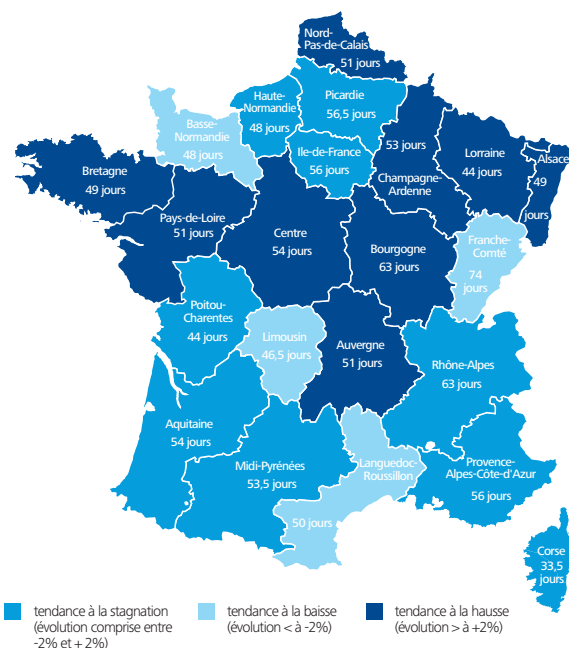 Nord-
Pas-de-Calais
51 jours
Haute-
Normandie
48 jours
Picardie
56,5 jours
Basse-
Normandie
48 jours
Ile-de-France
56 jours
53 jours
Champagne-
Ardenne
Lorraine
44 jours
Alsace
49
jours
Bretagne
49 jours
Pays-de-Loire
51 jours
Centre
54 jours
Bourgogne
63 jours
Franche-
Comté
74
jours
Poitou-
Charentes
44 jours
Limousin
46,5 jours
Auvergne
51 jours
Rhône-Alpes
63 jours
Aquitaine
54 jours
Midi-Pyrénées
53,5 jours
Languedoc-
Roussillon
50 jours
Provence-
Alpes-Côte-d'Azur
56 jours
Corse
33,5
jours
tendance à la stagnation
(évolution comprise entre
-2% et + 2%)
tendance à la baisse
(évolution < à -2%)
tendance à la hausse
(évolution > à +2%)